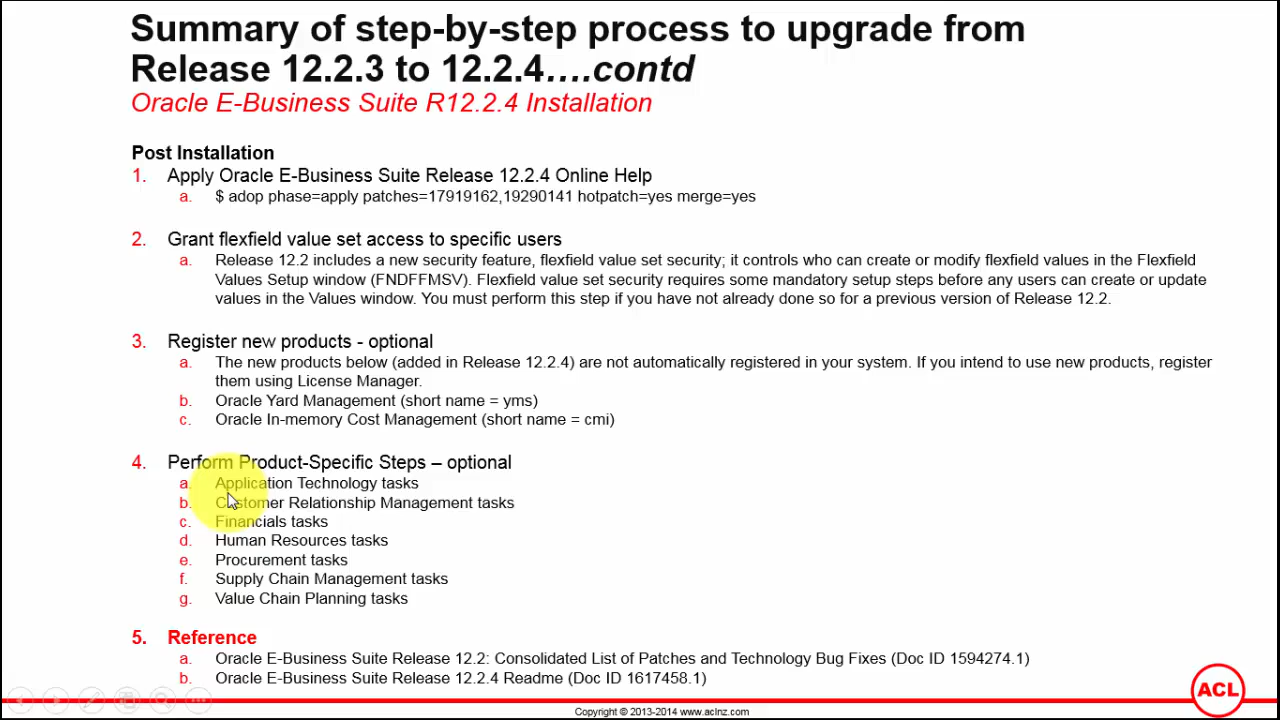 Summary of step-by-step process to upgrade from
Release 12.2.3 to 12.2.4....contd
Oracle E-Business Suite R12.2.4 Installation
Post Installation
1. Apply Oracle E-Business Suite Release 12.2.4 Online Help
a. $ adop phase=apply patches=17919162,19290141 hotpatch=yes merge=yes
2. Grant flexfield value set access to specific users
a. Release 12.2 includes a new security feature, flexfield value set security; it controls who can create or modify flexfield values in the Flexfield
Values Setup window (FNDFFMSV). Flexfield value set security requires some mandatory setup steps before any users can create or update
values in the Values window. You must perform this step if you have not already done so for a previous version of Release 12.2.
3. Register new products - optional
a. The new products below (added in Release 12.2.4) are not automatically registered in your system. If you intend to use new products, register
them using License Manager.
b. Oracle Yard Management (short name = yms)
c. Oracle In-memory Cost Management (short name = cmi)
4. Perform Product-Specific Steps – optional
a. Application Technology tasks
b. Customer Relationship Management tasks
c. Financials tasks
d. Human Resources tasks
e. Procurement tasks
f. Supply Chain Management tasks
g. Value Chain Planning tasks
5. Reference
a. Oracle E-Business Suite Release 12.2: Consolidated List of Patches and Technology Bug Fixes (Doc ID 1594274.1)
b. Oracle E-Business Suite Release 12.2.4 Readme (Doc ID 1617458.1)
ACL
Copyright © 2013-2014 www.aclnz.com